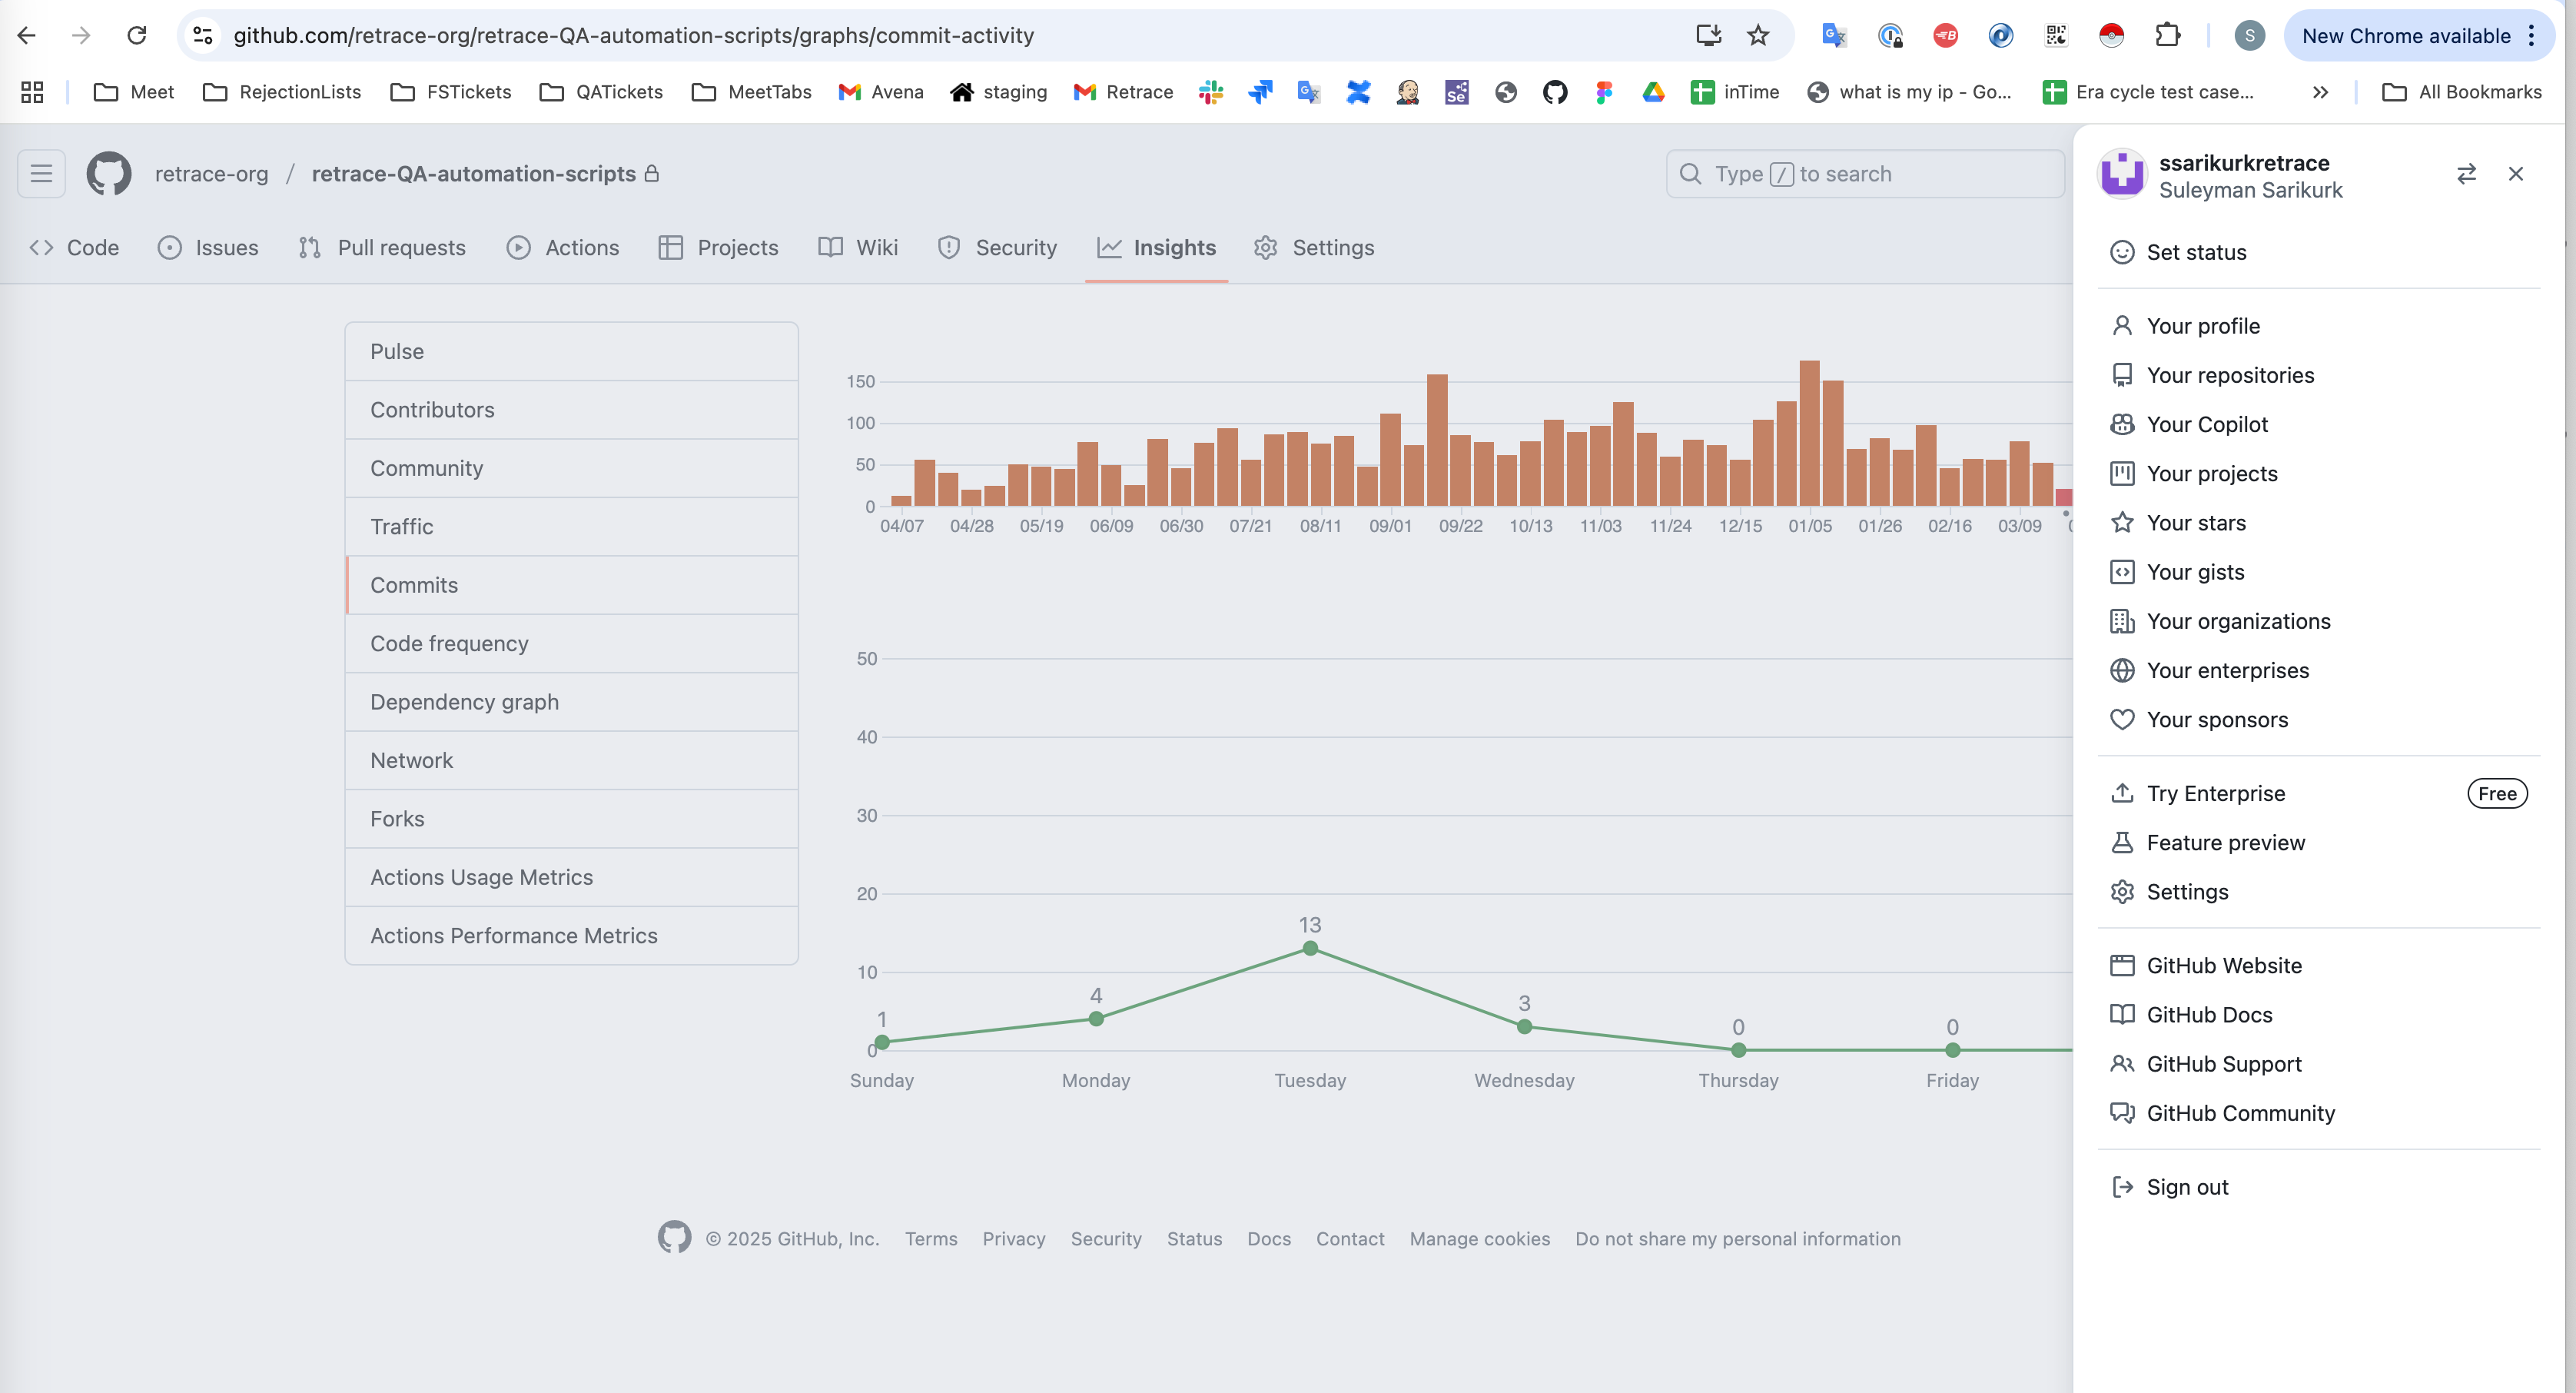 github.com/retrace-org/retrace-QA-automation-scripts/graphs/commit-activity
S
New Chrome available
Meet
RejectionLists
FSTickets
QATickets
MeetTabs
Avena
staging
Retrace
inTime
what is my ip - Go...
Era cycle test case...
All Bookmarks
retrace-org / retrace-QA-automation-scripts
Type / to search
Code
Issues
Pull requests
Actions
Projects
Wiki
Security
Insights
Settings
Pulse
Contributors
Community
Traffic
Commits
Code frequency
Dependency graph
Network
Forks
Actions Usage Metrics
Actions Performance Metrics
150
100
50
0
04/07 04/28 05/19 06/09 06/30 07/21 08/11 09/01 09/22 10/13 11/03 11/24 12/15 01/05 01/26 02/16 03/09
50
40
30
20
10
0
1
4
13
3
0
0
Sunday Monday Tuesday Wednesday Thursday Friday
© 2025 GitHub, Inc. Terms Privacy Security Status Docs Contact Manage cookies Do not share my personal information
ssarikurkretrace
Suleyman Sarikurk
Set status
Your profile
Your repositories
Your Copilot
Your projects
Your stars
Your gists
Your organizations
Your enterprises
Your sponsors
Try Enterprise Free
Feature preview
Settings
GitHub Website
GitHub Docs
GitHub Support
GitHub Community
Sign out